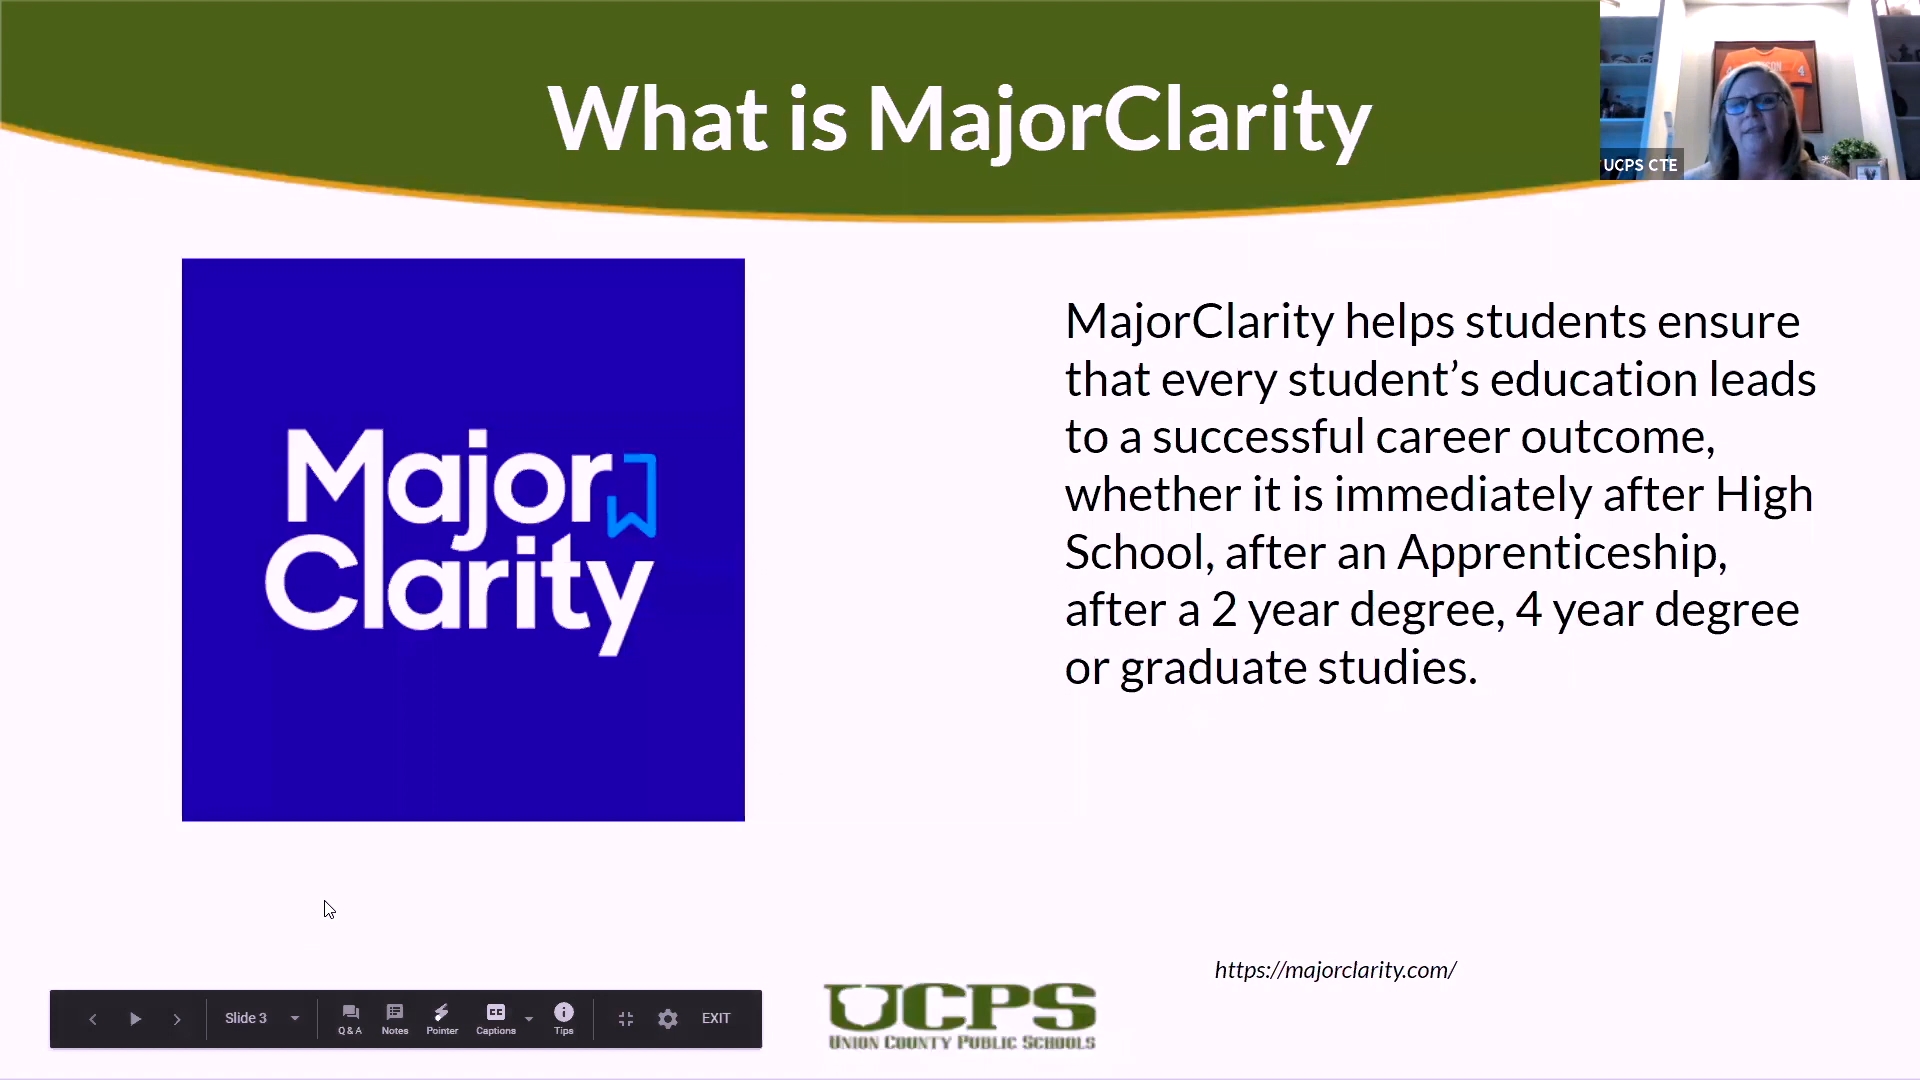 What is MajorClarity
UCPS CTE
4
Major
Clarity
MajorClarity helps students ensure
that every student’s education leads
to a successful career outcome,
whether it is immediately after High
School, after an Apprenticeship,
after a 2 year degree, 4 year degree
or graduate studies.
https://majorclarity.com/
Slide 3
Q & A
Notes
Pointer
CC
Captions
Tips
EXIT
UCPS
UNION COUNTY PUBLIC SCHOOLS